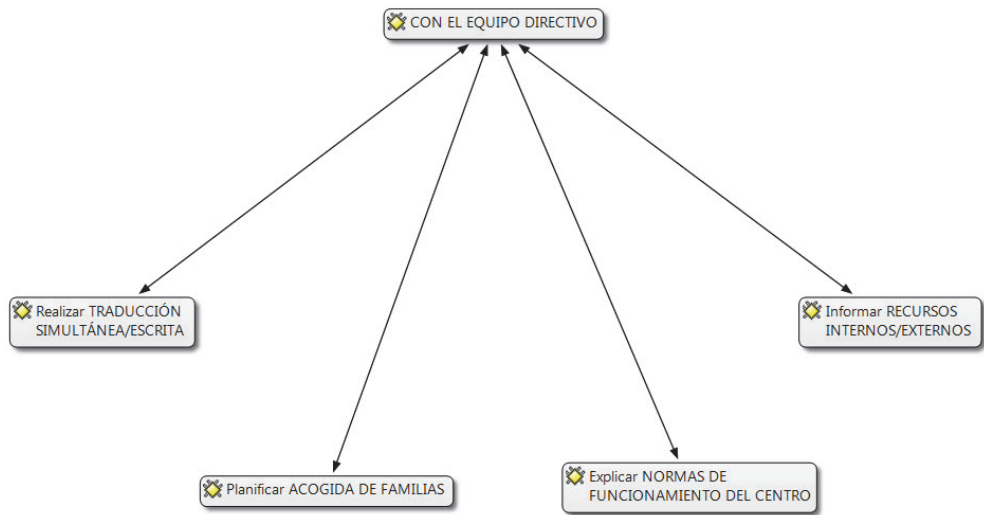 CON EL EQUIPO DIRECTIVO
Realizar TRADUCCIÓN
SIMULTÁNEA/ESCRITA
Informar RECURSOS
INTERNOS/EXTERNOS
Planificar ACOGIDA DE FAMILIAS
Explicar NORMAS DE
FUNCIONAMIENTO DEL CENTRO